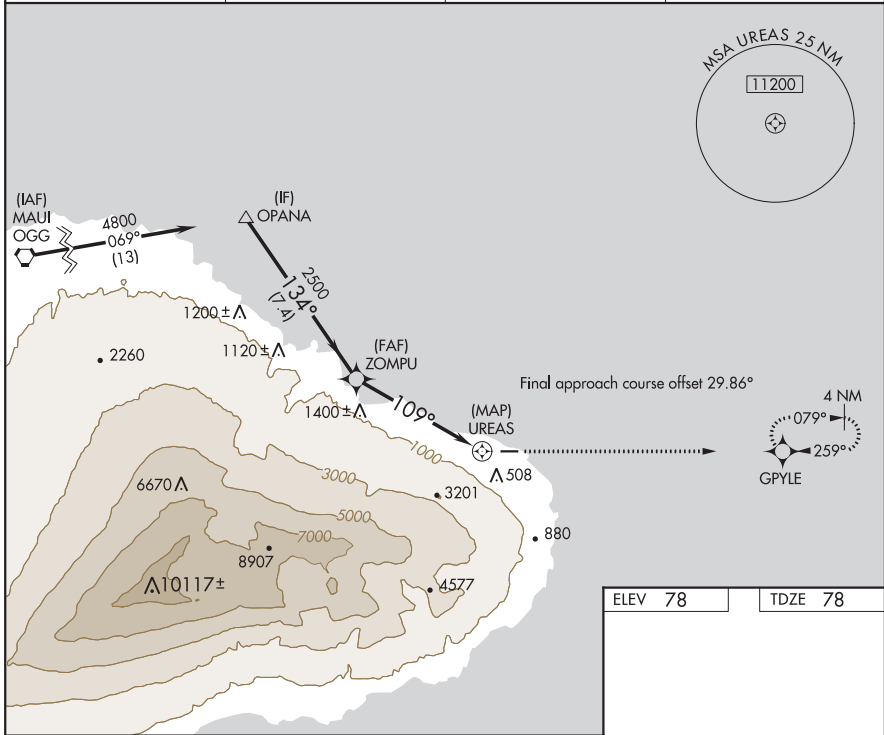 MSA UREAS 25 NM
11200
(IAF)
MAUI
OGG
4800
069°
(13)
(IF)
OPANA
2500
134°
(7.4)
1200 ±
1120 ±
2260
(FAF)
ZOMPU
1400 ±
109°
Final approach course offset 29.86°
(MAP)
UREAS
4 NM
079°
259°
GPYLE
1000
508
3000
3201
6670
5000
7000
880
8907
4577
10117 ±
ELEV 78
TDZE 78